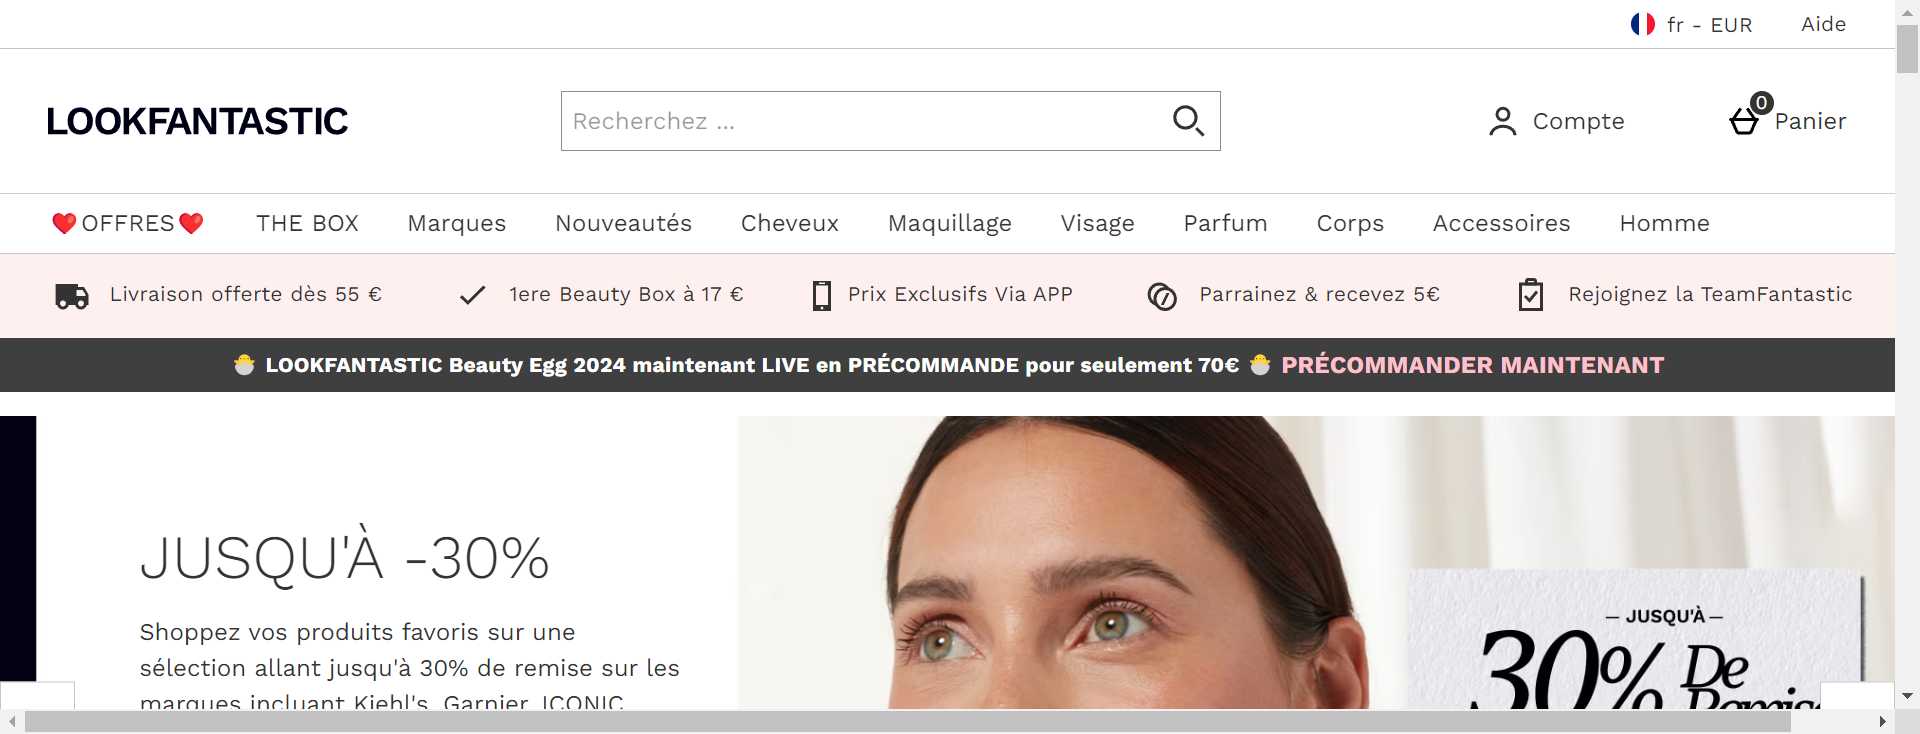 fr - EUR
Aide
LOOKFANTASTIC
Recherchez ...
Compte
0
Panier
❤️OFFRES❤️
THE BOX
Marques
Nouveautés
Cheveux
Maquillage
Visage
Parfum
Corps
Accessoires
Homme
Livraison offerte dès 55 €
1ere Beauty Box à 17 €
Prix Exclusifs Via APP
Parrainez & recevez 5€
Rejoignez la TeamFantastic
🐣 LOOKFANTASTIC Beauty Egg 2024 maintenant LIVE en PRÉCOMMANDE pour seulement 70€ 🐣 PRÉCOMMANDER MAINTENANT
JUSQU'À -30%
Shoppez vos produits favoris sur une
sélection allant jusqu'à 30% de remise sur les
marques incluant Kiehl's, Garnier, ICONIC
— JUSQU'À —
30% De
Remise